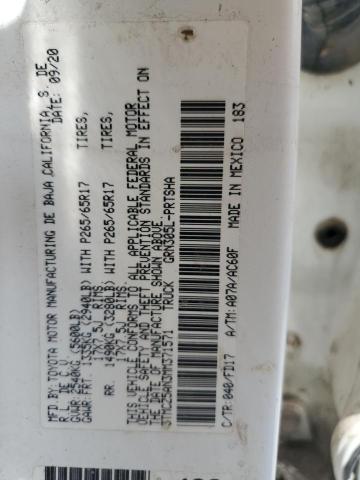 MFD. BY: TOYOTA MOTOR MANUFACTURING DE BAJA CALIFORNIA, S. DE
R.L. DE C.V. DATE: 09/20
GVWR: 2540KG (5600LB)
GAWR: FRT. 1335KG (2940LB) WITH P265/65R17 TIRES,
17X7.5J RIMS,
RR. 1490KG (3280LB) WITH P265/65R17 TIRES,
17X7.5J RIMS,
THIS VEHICLE CONFORMS TO ALL APPLICABLE FEDERAL MOTOR
VEHICLE SAFETY AND THEFT PREVENTION STANDARDS IN EFFECT ON
THE DATE OF MANUFACTURE SHOWN ABOVE.
TRUCK GRN305L-PRTSHA
C/TR: 040/FD17 A/TM: A07A/AC60F MADE IN MEXICO 183